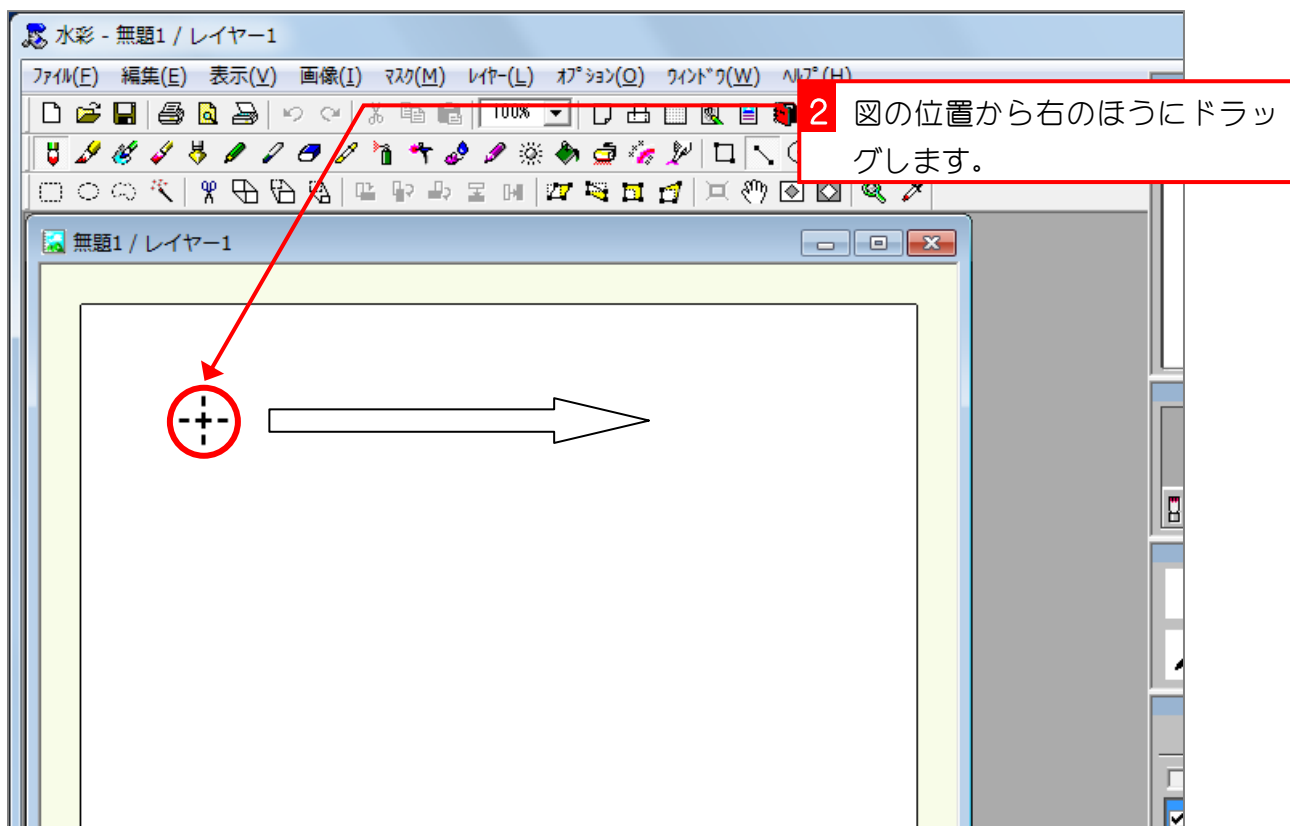 水彩 - 無題1 / レイヤー1
ﾌｧｲﾙ(F) 編集(E) 表示(V) 画像(I) ﾏｽｸ(M) ﾚｲﾔｰ(L) ｵﾌﾟｼｮﾝ(O) ｳｨﾝﾄﾞｳ(W) ﾍﾙﾌﾟ(H)
100%
2 図の位置から右のほうにドラッ
グします。
無題1 / レイヤー1